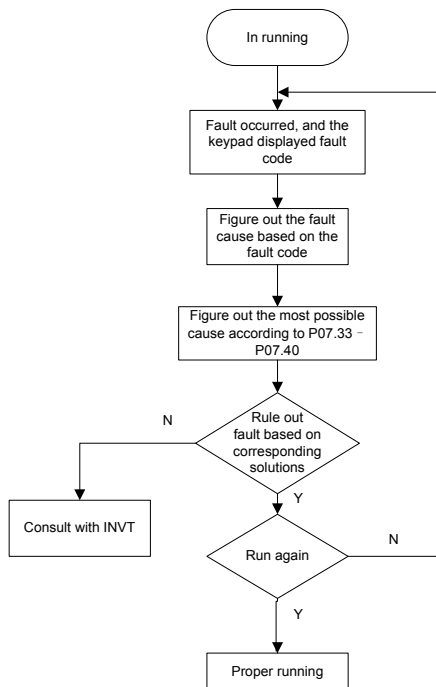 In running
Fault occurred, and the
keypad displayed fault
code
Figure out the fault
cause based on the
fault code
Figure out the most possible
cause according to P07.33 -
P07.40
N
Rule out
fault based on
corresponding
solutions
Y
Consult with INVT
Run again
N
Y
Proper running